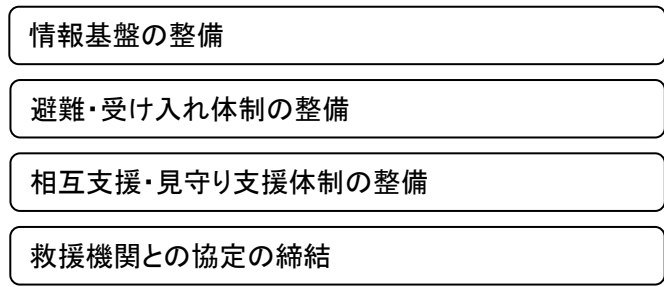 情報基盤の整備
避難・受け入れ体制の整備
相互支援・見守り支援体制の整備
救援機関との協定の締結